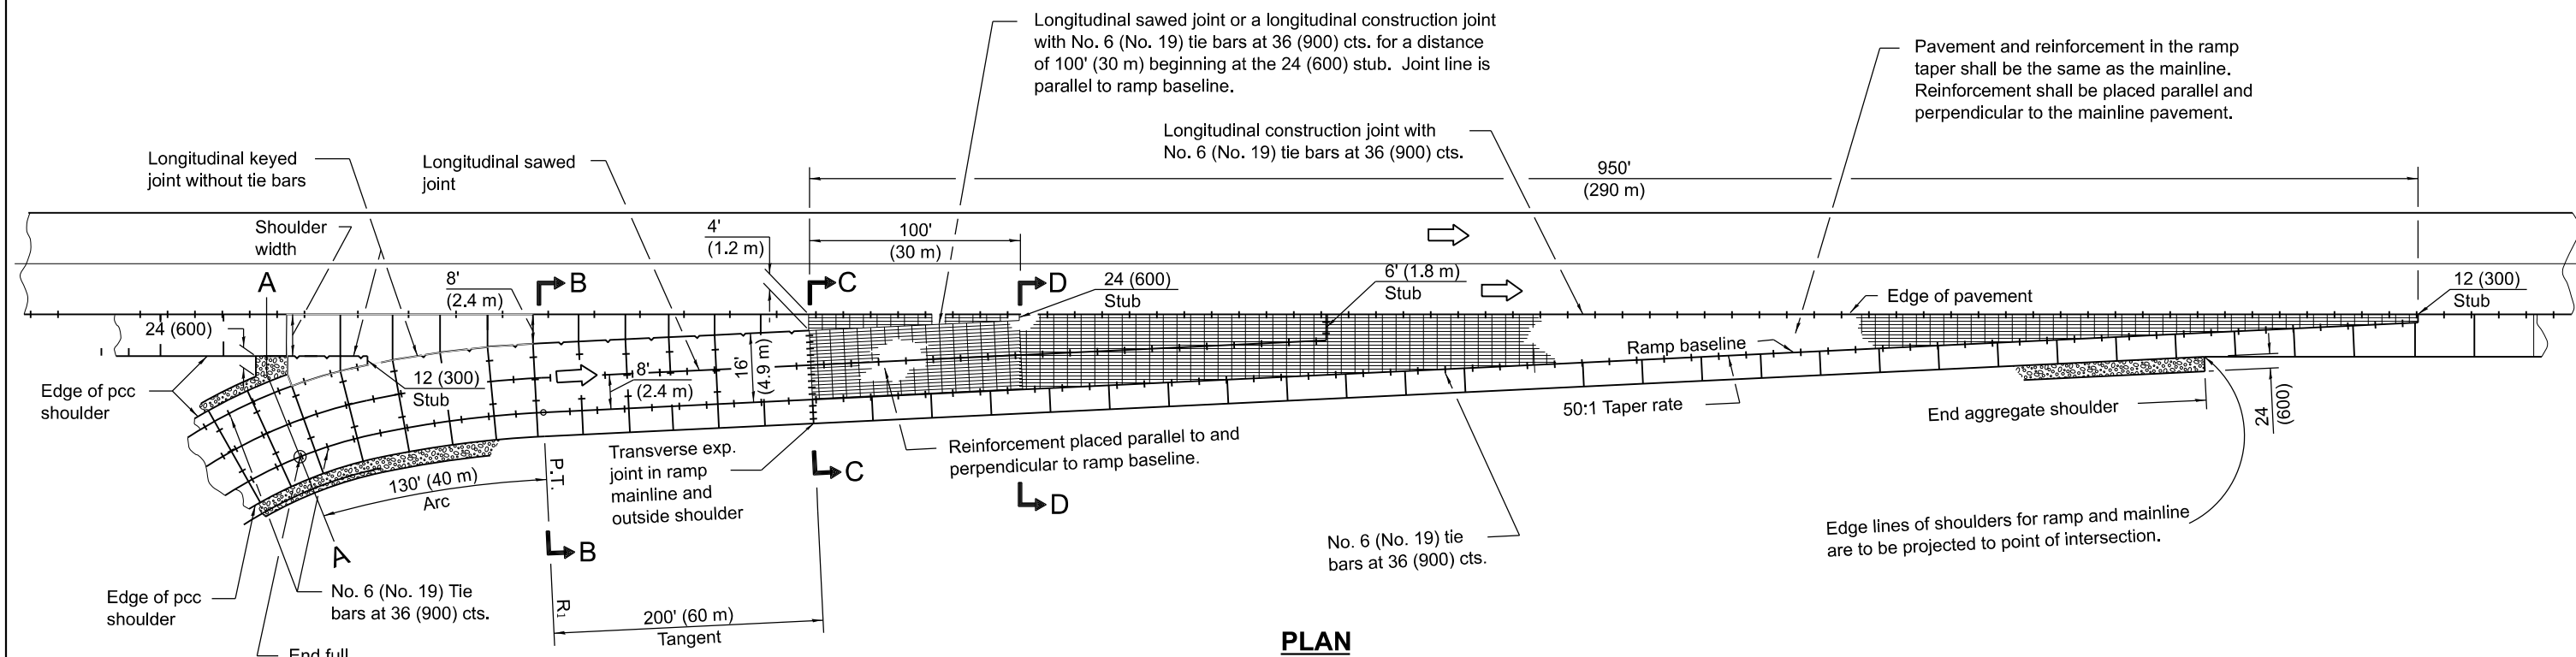 Longitudinal sawed joint or a longitudinal construction joint
with No. 6 (No. 19) tie bars at 36 (900) cts. for a distance
of 100' (30 m) beginning at the 24 (600) stub. Joint line is
parallel to ramp baseline.
Pavement and reinforcement in the ramp
taper shall be the same as the mainline.
Reinforcement shall be placed parallel and
perpendicular to the mainline pavement.
Longitudinal construction joint with
No. 6 (No. 19) tie bars at 36 (900) cts.
Longitudinal keyed
joint without tie bars
Longitudinal sawed
joint
950'
(290 m)
Shoulder
width
4'
(1.2 m)
100'
(30 m)
A
8'
(2.4 m)
B
C
24 (600)
Stub
D
6' (1.8 m)
Stub
Edge of pavement
12 (300)
Stub
24 (600)
Edge of pcc
shoulder
12 (300)
Stub
8'
(2.4 m)
16'
(4.9 m)
Ramp baseline
50:1 Taper rate
End aggregate shoulder
24
(600)
130' (40 m)
Arc
P.T.
Transverse exp.
joint in ramp
mainline and
outside shoulder
C
Reinforcement placed parallel to and
perpendicular to ramp baseline.
D
A
B
No. 6 (No. 19) tie
bars at 36 (900) cts.
Edge lines of shoulders for ramp and mainline
are to be projected to point of intersection.
Edge of pcc
shoulder
No. 6 (No. 19) Tie
bars at 36 (900) cts.
R1
200' (60 m)
Tangent
PLAN
End full